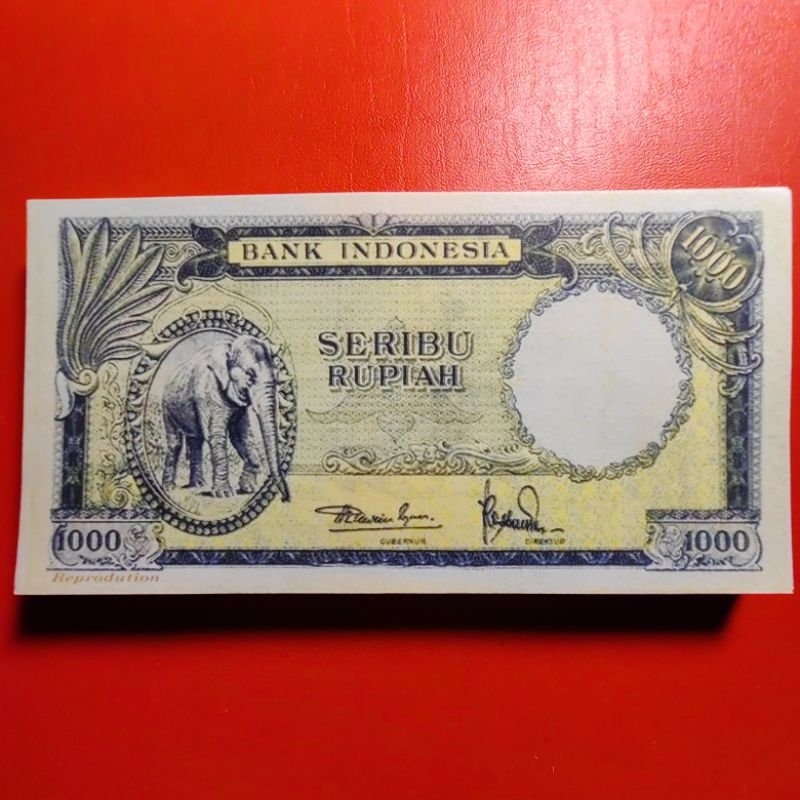 1000
BANK INDONESIA
SERIBU
RUPIAH
GUBERNUR
DIREKTUR
1000
1000
Reprodution